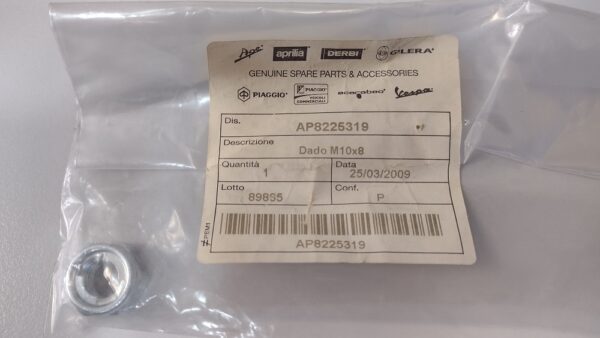 Ape aprilia DERBI GILERA
GENUINE SPARE PARTS & ACCESSORIES
PIAGGIO PIAGGIO VEICOLI COMMERCIALI scarabeo Vespa
Dis. AP8225319
Descrizione
Dado M10x8
Quantità Data
1 25/03/2009
Lotto Conf.
89895 P
AP8225319